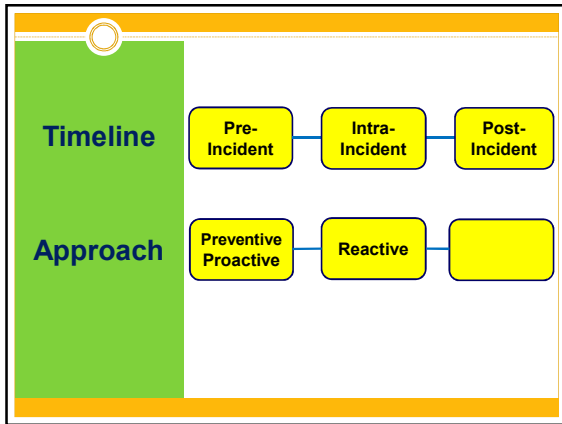 Timeline
Pre-
Incident
Intra-
Incident
Post-
Incident
Approach
Preventive
Proactive
Reactive